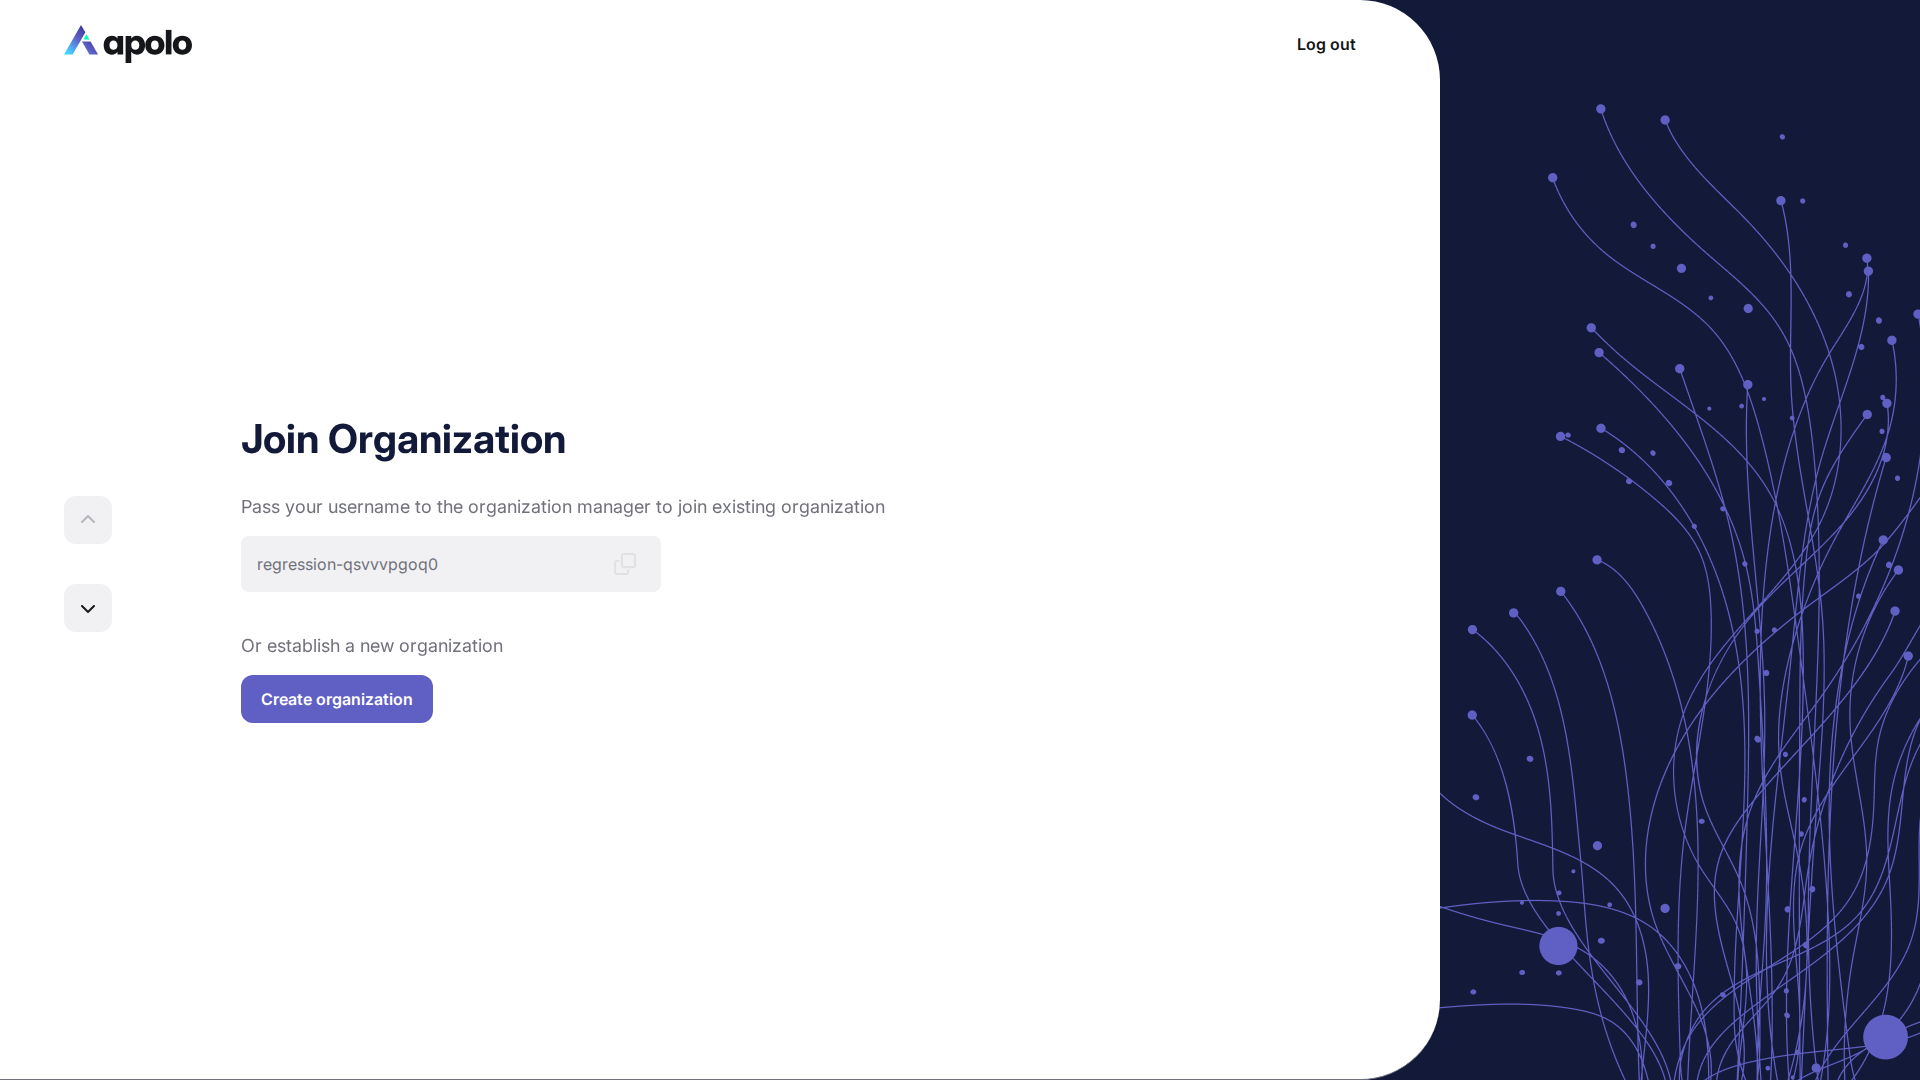 apolo
Log out
Join Organization
Pass your username to the organization manager to join existing organization
regression-qsvvvpgoq0
Or establish a new organization
Create organization